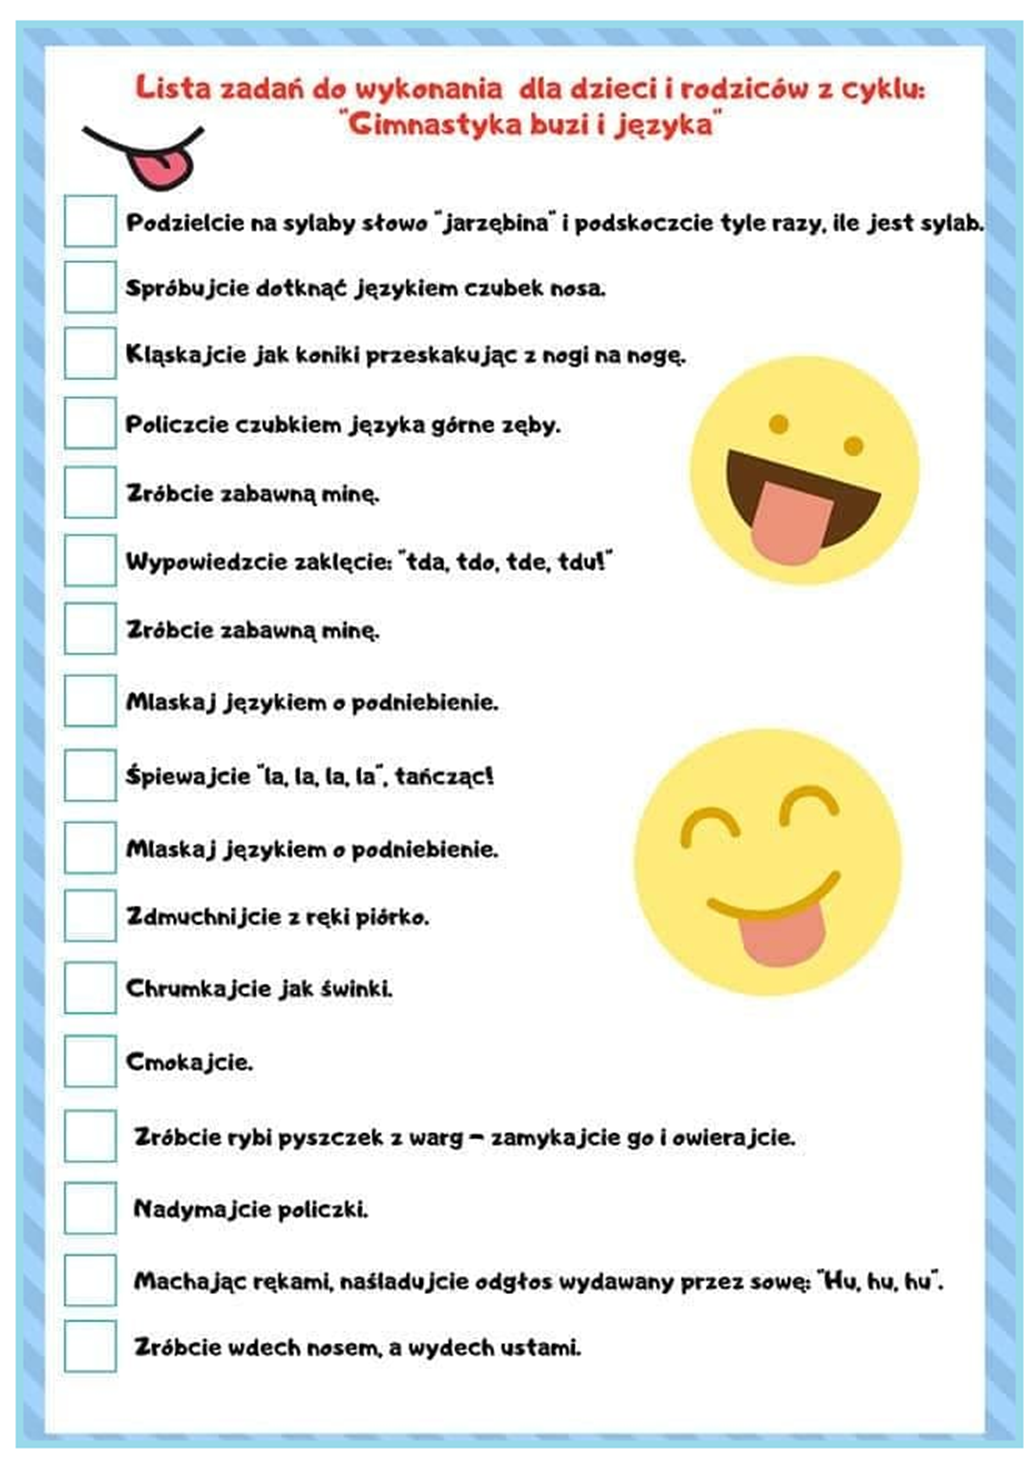 Lista zadań do wykonania dla dzieci i rodziców z cyklu:
"Gimnastyka buzi i języka"
Podzielcie na sylaby słowo "jarzębina" i podskoczcie tyle razy, ile jest sylab.
Spróbujcie dotknąć językiem czubek nosa.
Kląskajcie jak koniki przeskakując z nogi na nogę.
Policzcie czubkiem języka górne zęby.
Zróbcie zabawną minę.
Wypowiedzcie zaklęcie: "tda, tdo, tde, tdu!"
Zróbcie zabawną minę.
Mlaskaj językiem o podniebienie.
Śpiewajcie "la, la, la, la", tańcząc!
Mlaskaj językiem o podniebienie.
Zdmuchnijcie z ręki piórko.
Chrumkajcie jak świnki.
Cmokajcie.
Zróbcie rybi pyszczek z warg – zamykajcie go i owierajcie.
Nadymajcie policzki.
Machając rękami, naśladujcie odgłos wydawany przez sowę: "Hu, hu, hu".
Zróbcie wdech nosem, a wydech ustami.